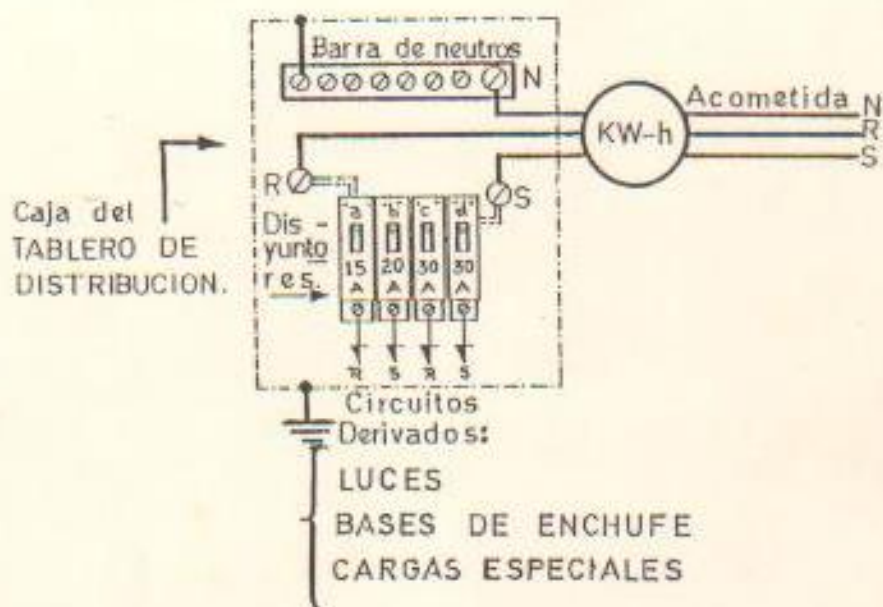 Barra de neutros
N
Acometida N
R
S
KW-h
R
S
Caja del
TABLERO DE
DISTRIBUCION.
Dis-
yunto
res.
a b c d
15 20 30 30
A A A A
R S R S
Circuitos
Derivados:
LUCES
BASES DE ENCHUFE
CARGAS ESPECIALES